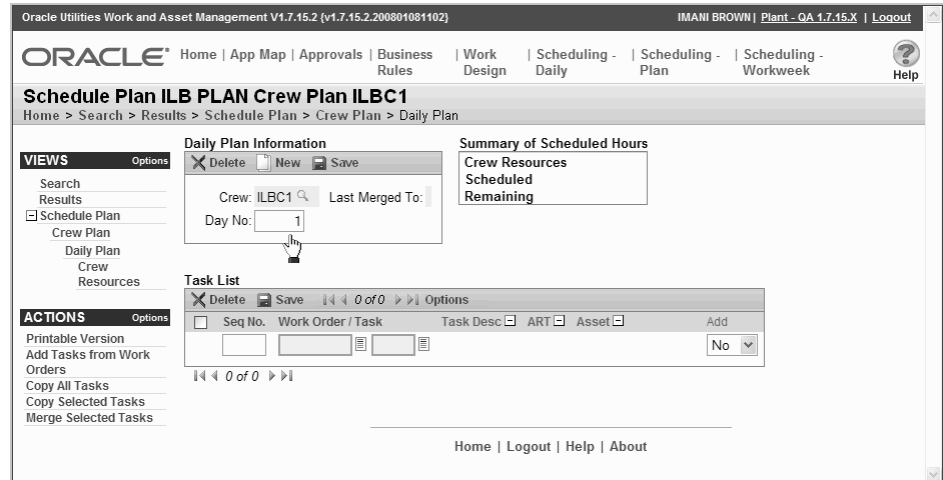 Oracle Utilities Work and Asset Management V1.7.15.2 {v1.7.15.2.200801081102}
IMANI BROWN | Plant - QA 1.7.15.X | Logout
ORACLE®
Home | App Map | Approvals | Business Rules | Work Design | Scheduling - Daily | Scheduling - Plan | Scheduling - Workweek
Help
Schedule Plan ILB PLAN Crew Plan ILBC1
Home > Search > Results > Schedule Plan > Crew Plan > Daily Plan
VIEWS Options
Search
Results
Schedule Plan
Crew Plan
Daily Plan
Crew
Resources
ACTIONS Options
Printable Version
Add Tasks from Work
Orders
Copy All Tasks
Copy Selected Tasks
Merge Selected Tasks
Daily Plan Information
Delete New Save
Crew: ILBC1 Last Merged To:
Day No: 1
Summary of Scheduled Hours
Crew Resources
Scheduled
Remaining
Task List
Delete Save 0 of 0 Options
Seq No. Work Order / Task Task Desc ART Asset Add
No
0 of 0
Home | Logout | Help | About